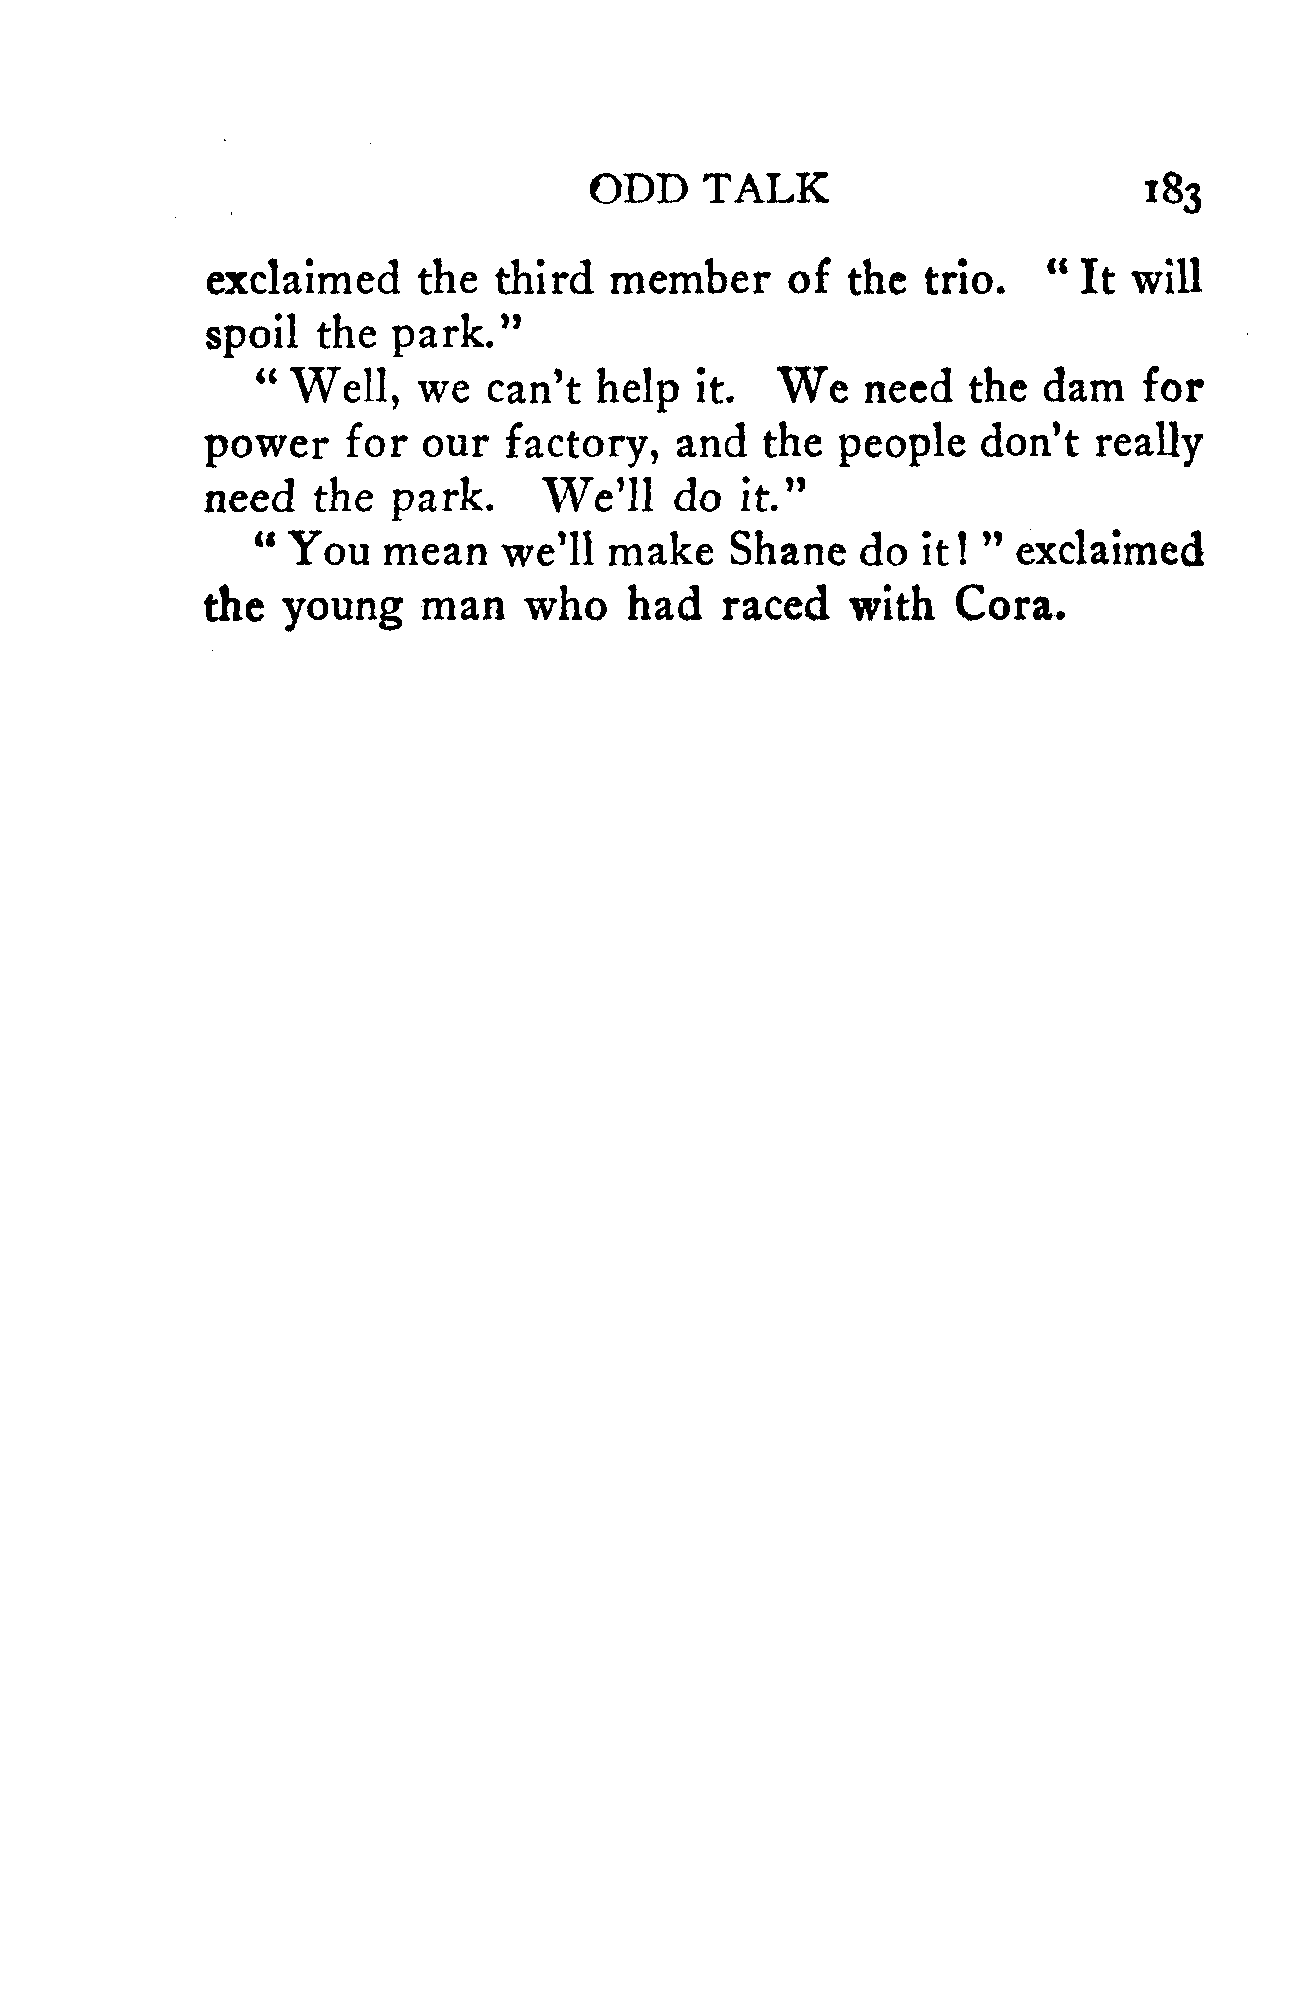 ODD TALK 183
exclaimed the third member of the trio. “ It will
spoil the park.”
“ Well, we can't help it. We need the dam for
power for our factory, and the people don't really
need the park. We'll do it.”
“ You mean we'll make Shane do it! ” exclaimed
the young man who had raced with Cora.